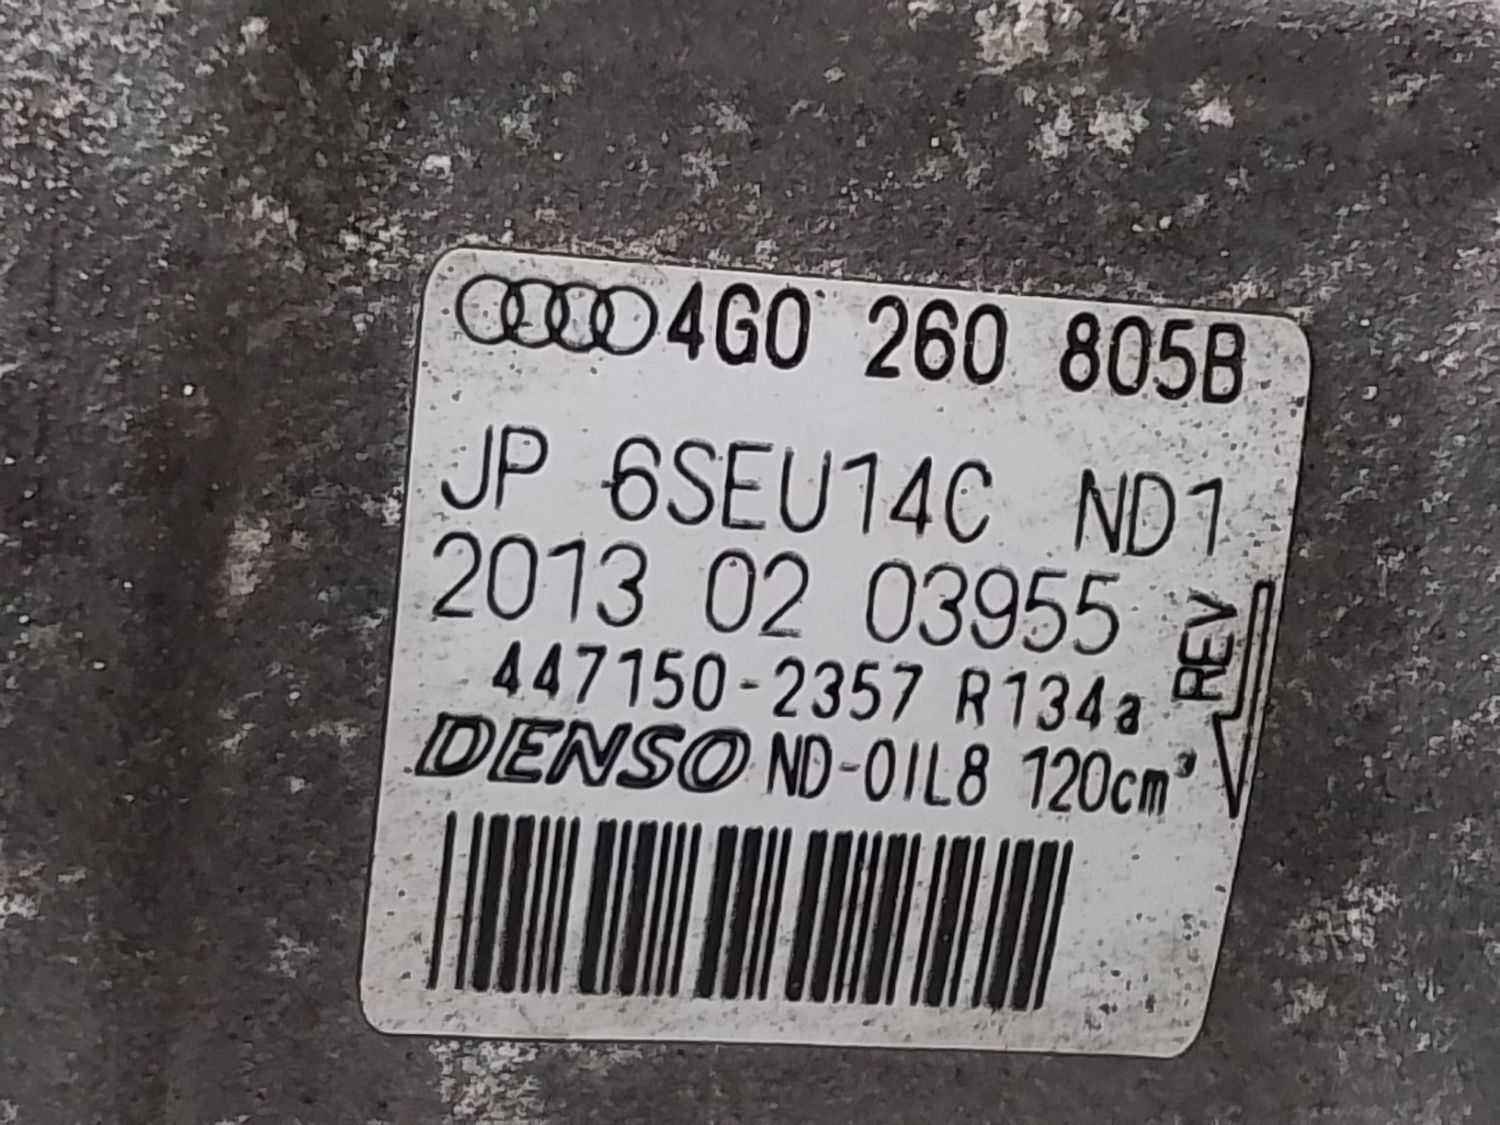 4G0 260 805B
JP 6SEU14C ND1
2013 02 03955
447150-2357 R134a
DENSO ND-OIL8 120cm³
REV